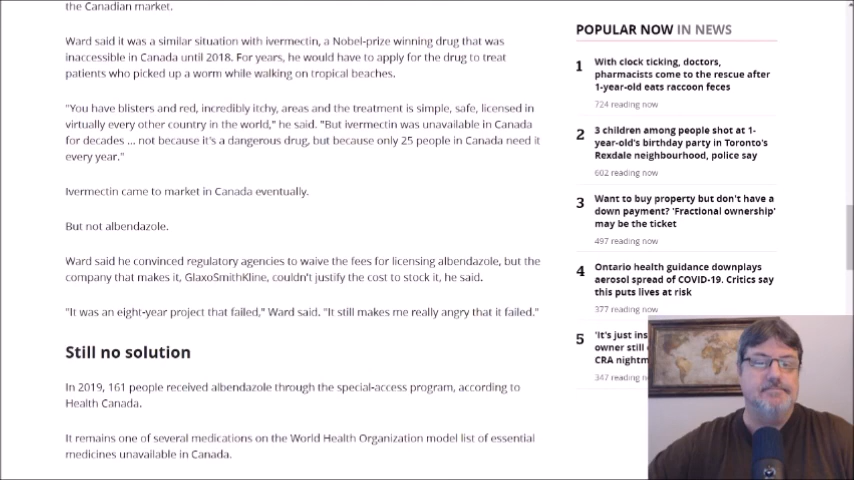 the Canadian market.
Ward said it was a similar situation with ivermectin, a Nobel-prize winning drug that was
inaccessible in Canada until 2018. For years, he would have to apply for the drug to treat
patients who picked up a worm while walking on tropical beaches.
"You have blisters and red, incredibly itchy, areas and the treatment is simple, safe, licensed in
virtually every other country in the world," he said. "But ivermectin was unavailable in Canada
for decades ... not because it's a dangerous drug, but because only 25 people in Canada need it
every year."
Ivermectin came to market in Canada eventually.
But not albendazole.
Ward said he convinced regulatory agencies to waive the fees for licensing albendazole, but the
company that makes it, GlaxoSmithKline, couldn't justify the cost to stock it, he said.
"It was an eight-year project that failed," Ward said. "It still makes me really angry that it failed."
Still no solution
In 2019, 161 people received albendazole through the special-access program, according to
Health Canada.
It remains one of several medications on the World Health Organization model list of essential
medicines unavailable in Canada.
POPULAR NOW IN NEWS
1 With clock ticking, doctors,
pharmacists come to the rescue after
1-year-old eats raccoon feces
724 reading now
2 3 children among people shot at 1-
year-old's birthday party in Toronto's
Rexdale neighbourhood, police say
602 reading now
3 Want to buy property but don't have a
down payment? 'Fractional ownership'
may be the ticket
497 reading now
4 Ontario health guidance downplays
aerosol spread of COVID-19. Critics say
this puts lives at risk
377 reading now
5 'It's just
owner still
CRA
347 reading